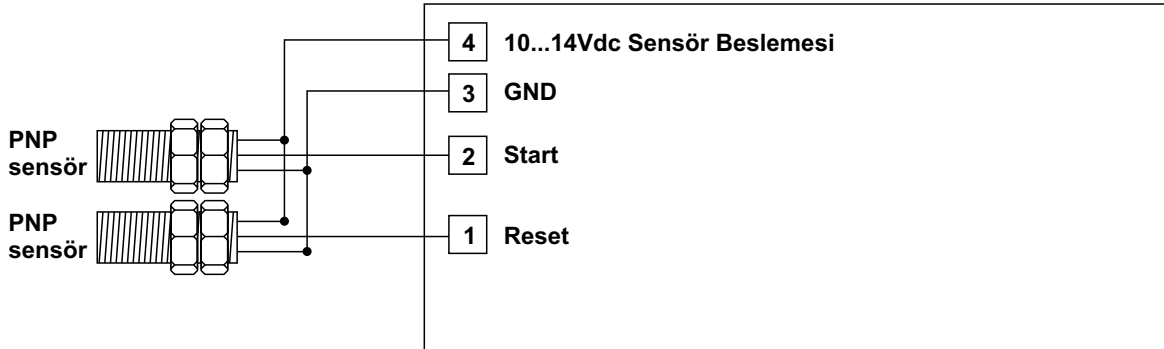 4 10...14Vdc Sensör Beslemesi
3 GND
PNP
sensör
2 Start
PNP
sensör
1 Reset